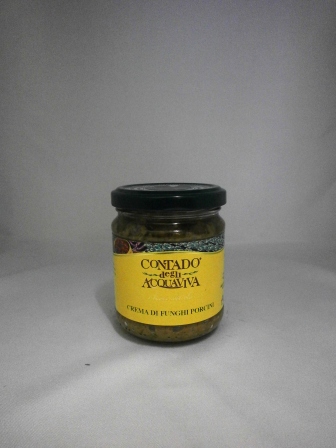 CONTADO
degli
ACQUAVIVA
CREMA DI FUNGHI PORCINI